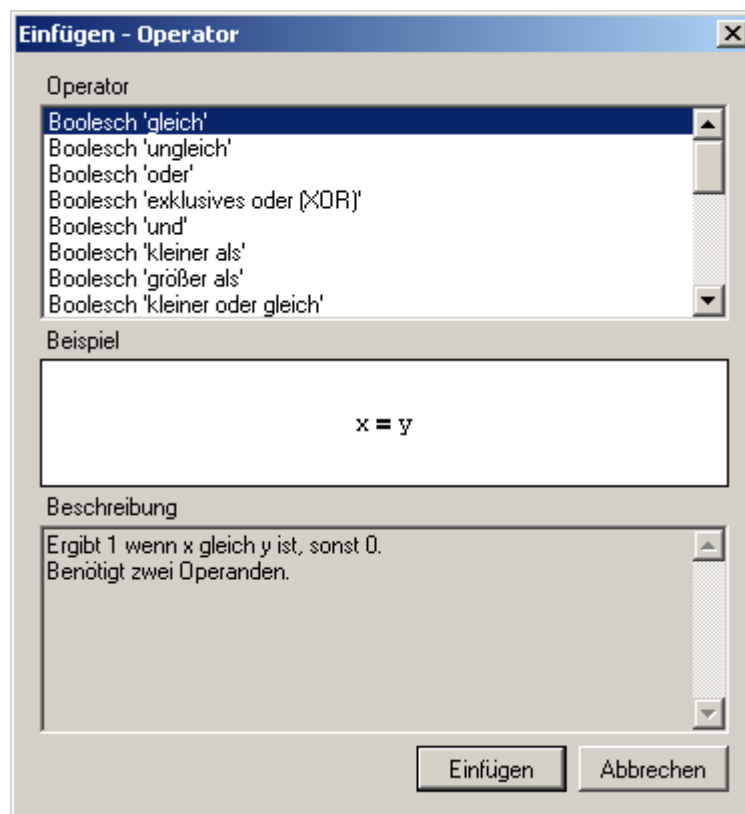 Einfügen - Operator
Operator
Boolesch 'gleich'
Boolesch 'ungleich'
Boolesch 'oder'
Boolesch 'exklusives oder (XOR)'
Boolesch 'und'
Boolesch 'kleiner als'
Boolesch 'größer als'
Boolesch 'kleiner oder gleich'
Beispiel
x = y
Beschreibung
Ergibt 1 wenn x gleich y ist, sonst 0.
Benötigt zwei Operanden.
Einfügen Abbrechen